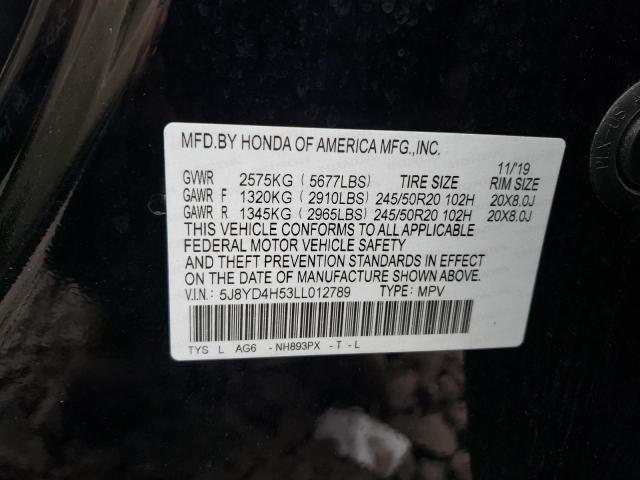 MFD.BY HONDA OF AMERICA MFG.,INC.
11/'19
GVWR 2575KG ( 5677LBS) TIRE SIZE RIM SIZE
GAWR F 1320KG ( 2910LBS) 245/50R20 102H 20X8.0J
GAWR R 1345KG ( 2965LBS) 245/50R20 102H 20X8.0J
THIS VEHICLE CONFORMS TO ALL APPLICABLE
FEDERAL MOTOR VEHICLE SAFETY
AND THEFT PREVENTION STANDARDS IN EFFECT
ON THE DATE OF MANUFACTURE SHOWN ABOVE.
V.I.N.: 5J8YD4H53LL012789 TYPE: MPV
TYS L AG6 -NH893PX -T -L